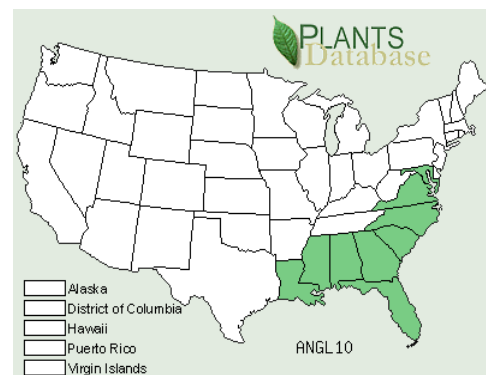 PLANTS
Database
Alaska
District of Columbia
Hawaii
Puerto Rico
Virgin Islands
ANGL10